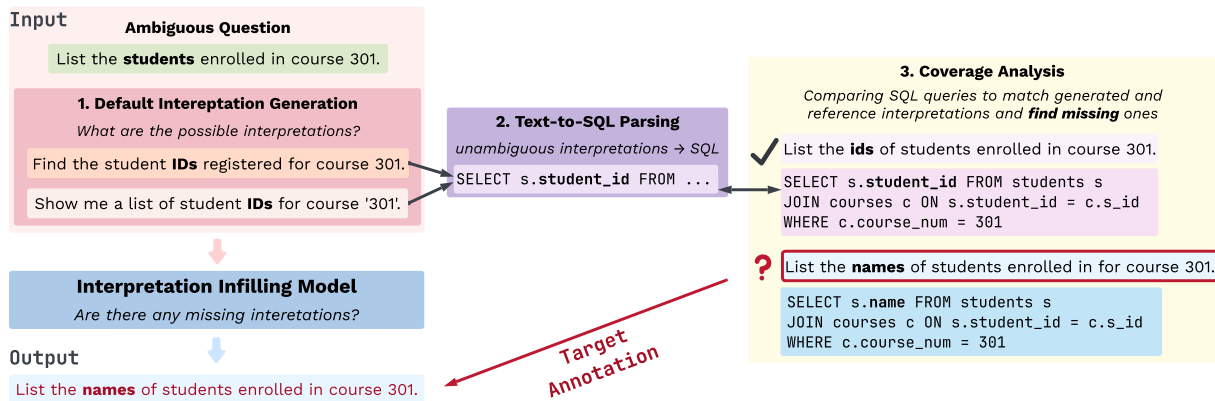 Input
Ambiguous Question
List the students enrolled in course 301.
1. Default Intereptation Generation
What are the possible interpretations?
Find the student IDs registered for course 301.
Show me a list of student IDs for course '301'.
Interpretation Infilling Model
Are there any missing interetations?
Output
List the names of students enrolled in course 301.
2. Text-to-SQL Parsing
unambiguous interpretations → SQL
SELECT s.student_id FROM ...
3. Coverage Analysis
Comparing SQL queries to match generated and
reference interpretations and find missing ones
List the ids of students enrolled in course 301.
SELECT s.student_id FROM students s
JOIN courses c ON s.student_id = c.s_id
WHERE c.course_num = 301
?
List the names of students enrolled in for course 301.
SELECT s.name FROM students s
JOIN courses c ON s.student_id = c.s_id
WHERE c.course_num = 301
Target
Annotation